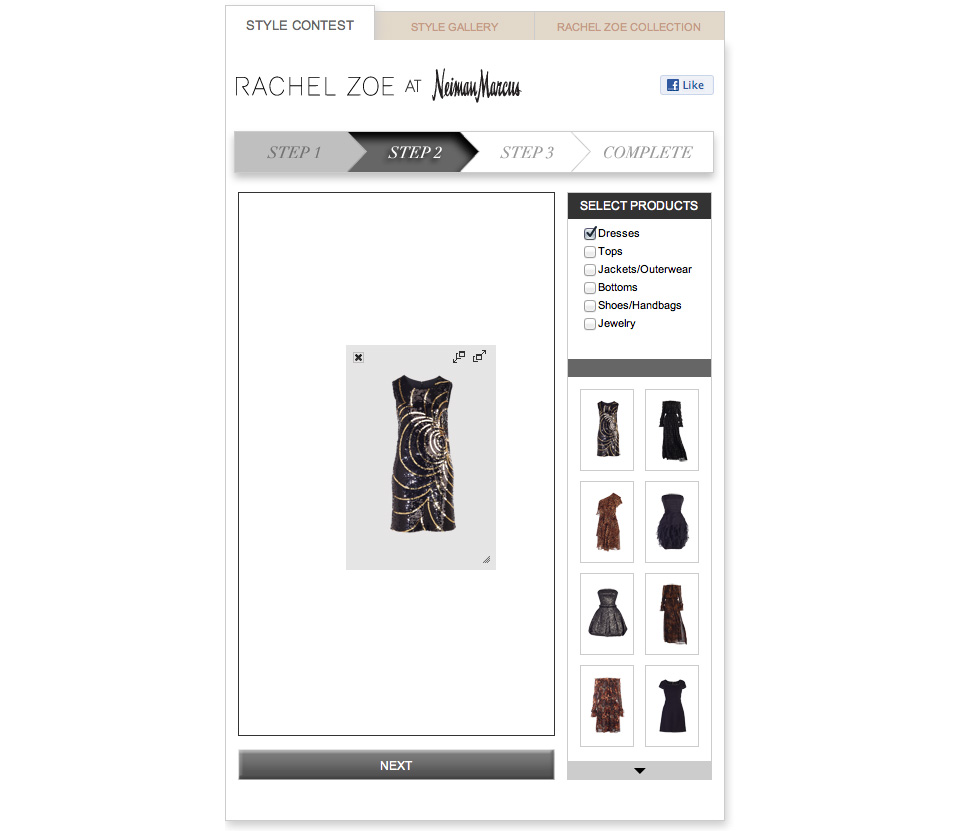 STYLE CONTEST
STYLE GALLERY
RACHEL ZOE COLLECTION
RACHEL ZOE AT Neiman Marcus
Like
STEP 1
STEP 2
STEP 3
COMPLETE
SELECT PRODUCTS
Dresses
Tops
Jackets/Outerwear
Bottoms
Shoes/Handbags
Jewelry
NEXT